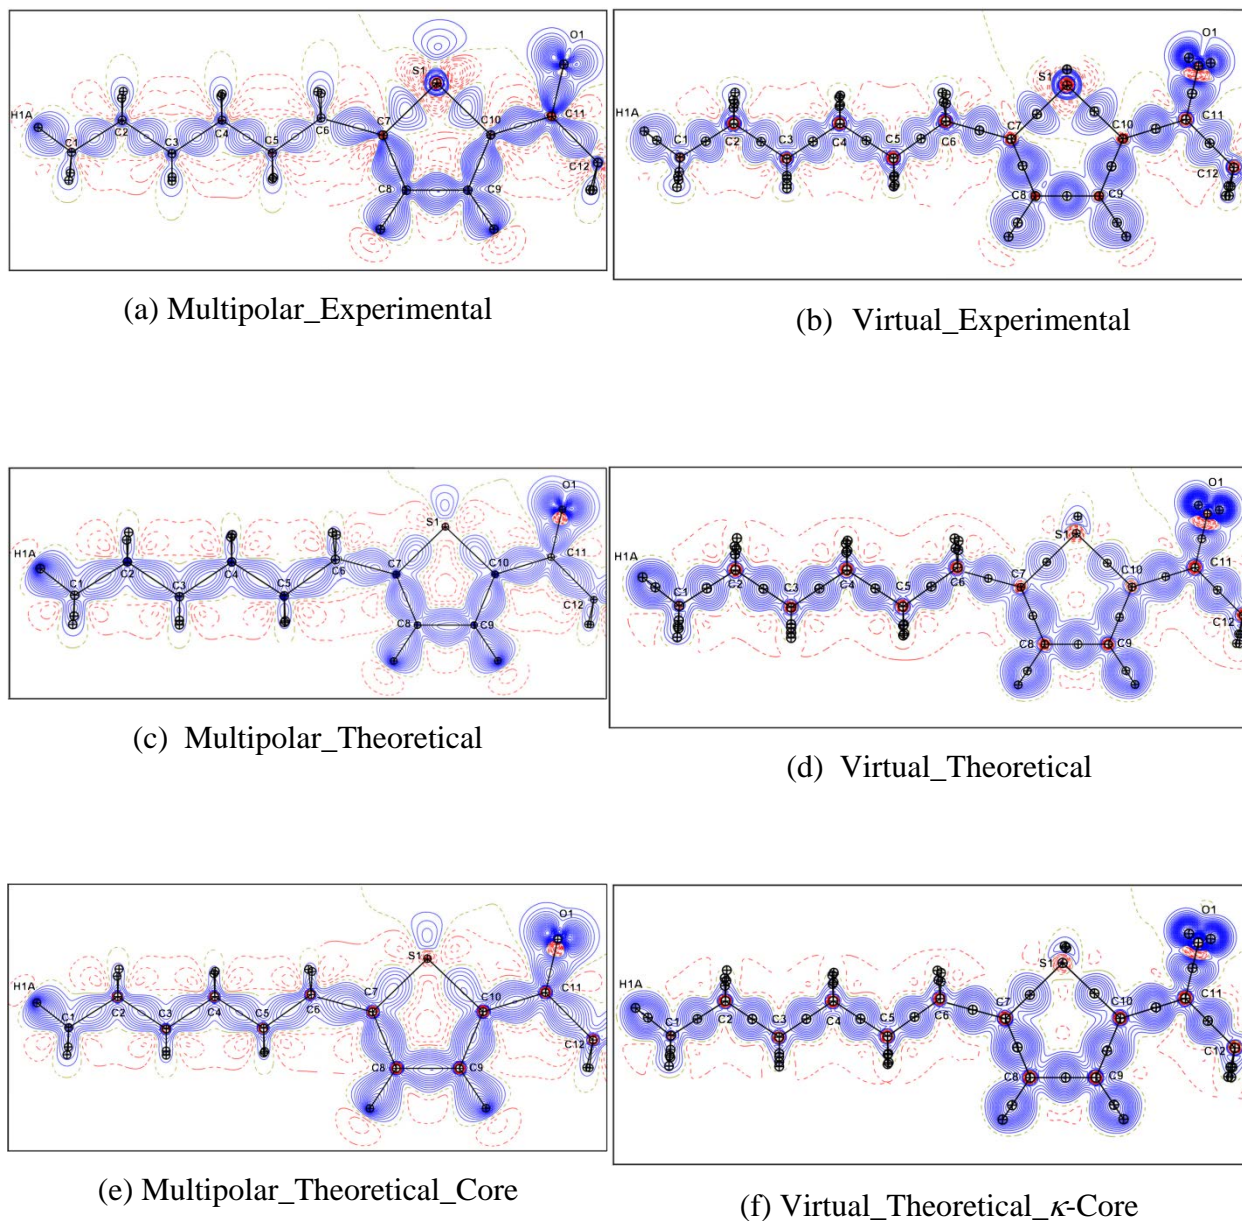 O1
S1
H1A
C1
C2
C3
C4
C5
C6
C7
C10
C11
C12
C8
C9
(a) Multipolar_Experimental
O1
S1
H1A
C1
C2
C3
C4
C5
C6
C7
C10
C11
C12
C8
C9
(b) Virtual_Experimental
O1
S1
H1A
C1
C2
C3
C4
C5
C6
C7
C10
C11
C12
C8
C9
(c) Multipolar_Theoretical
O1
S1
H1A
C1
C2
C3
C4
C5
C6
C7
C10
C11
C12
C8
C9
(d) Virtual_Theoretical
O1
S1
H1A
C1
C2
C3
C4
C5
C6
C7
C10
C11
C12
C8
C9
(e) Multipolar_Theoretical_Core
O1
S1
H1A
C1
C2
C3
C4
C5
C6
C7
C10
C11
C12
C8
C9
(f) Virtual_Theoretical_κ-Core